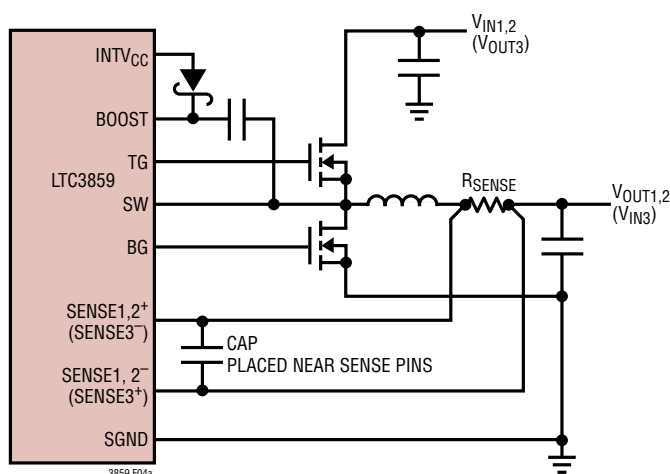 V_IN1,2
(V_OUT3)
INTV_CC
BOOST
TG
LTC3859
SW
BG
R_SENSE
V_OUT1,2
(V_IN3)
SENSE1,2⁺
(SENSE3⁻)
CAP
PLACED NEAR SENSE PINS
SENSE1, 2⁻
(SENSE3⁺)
SGND
3859 F04a